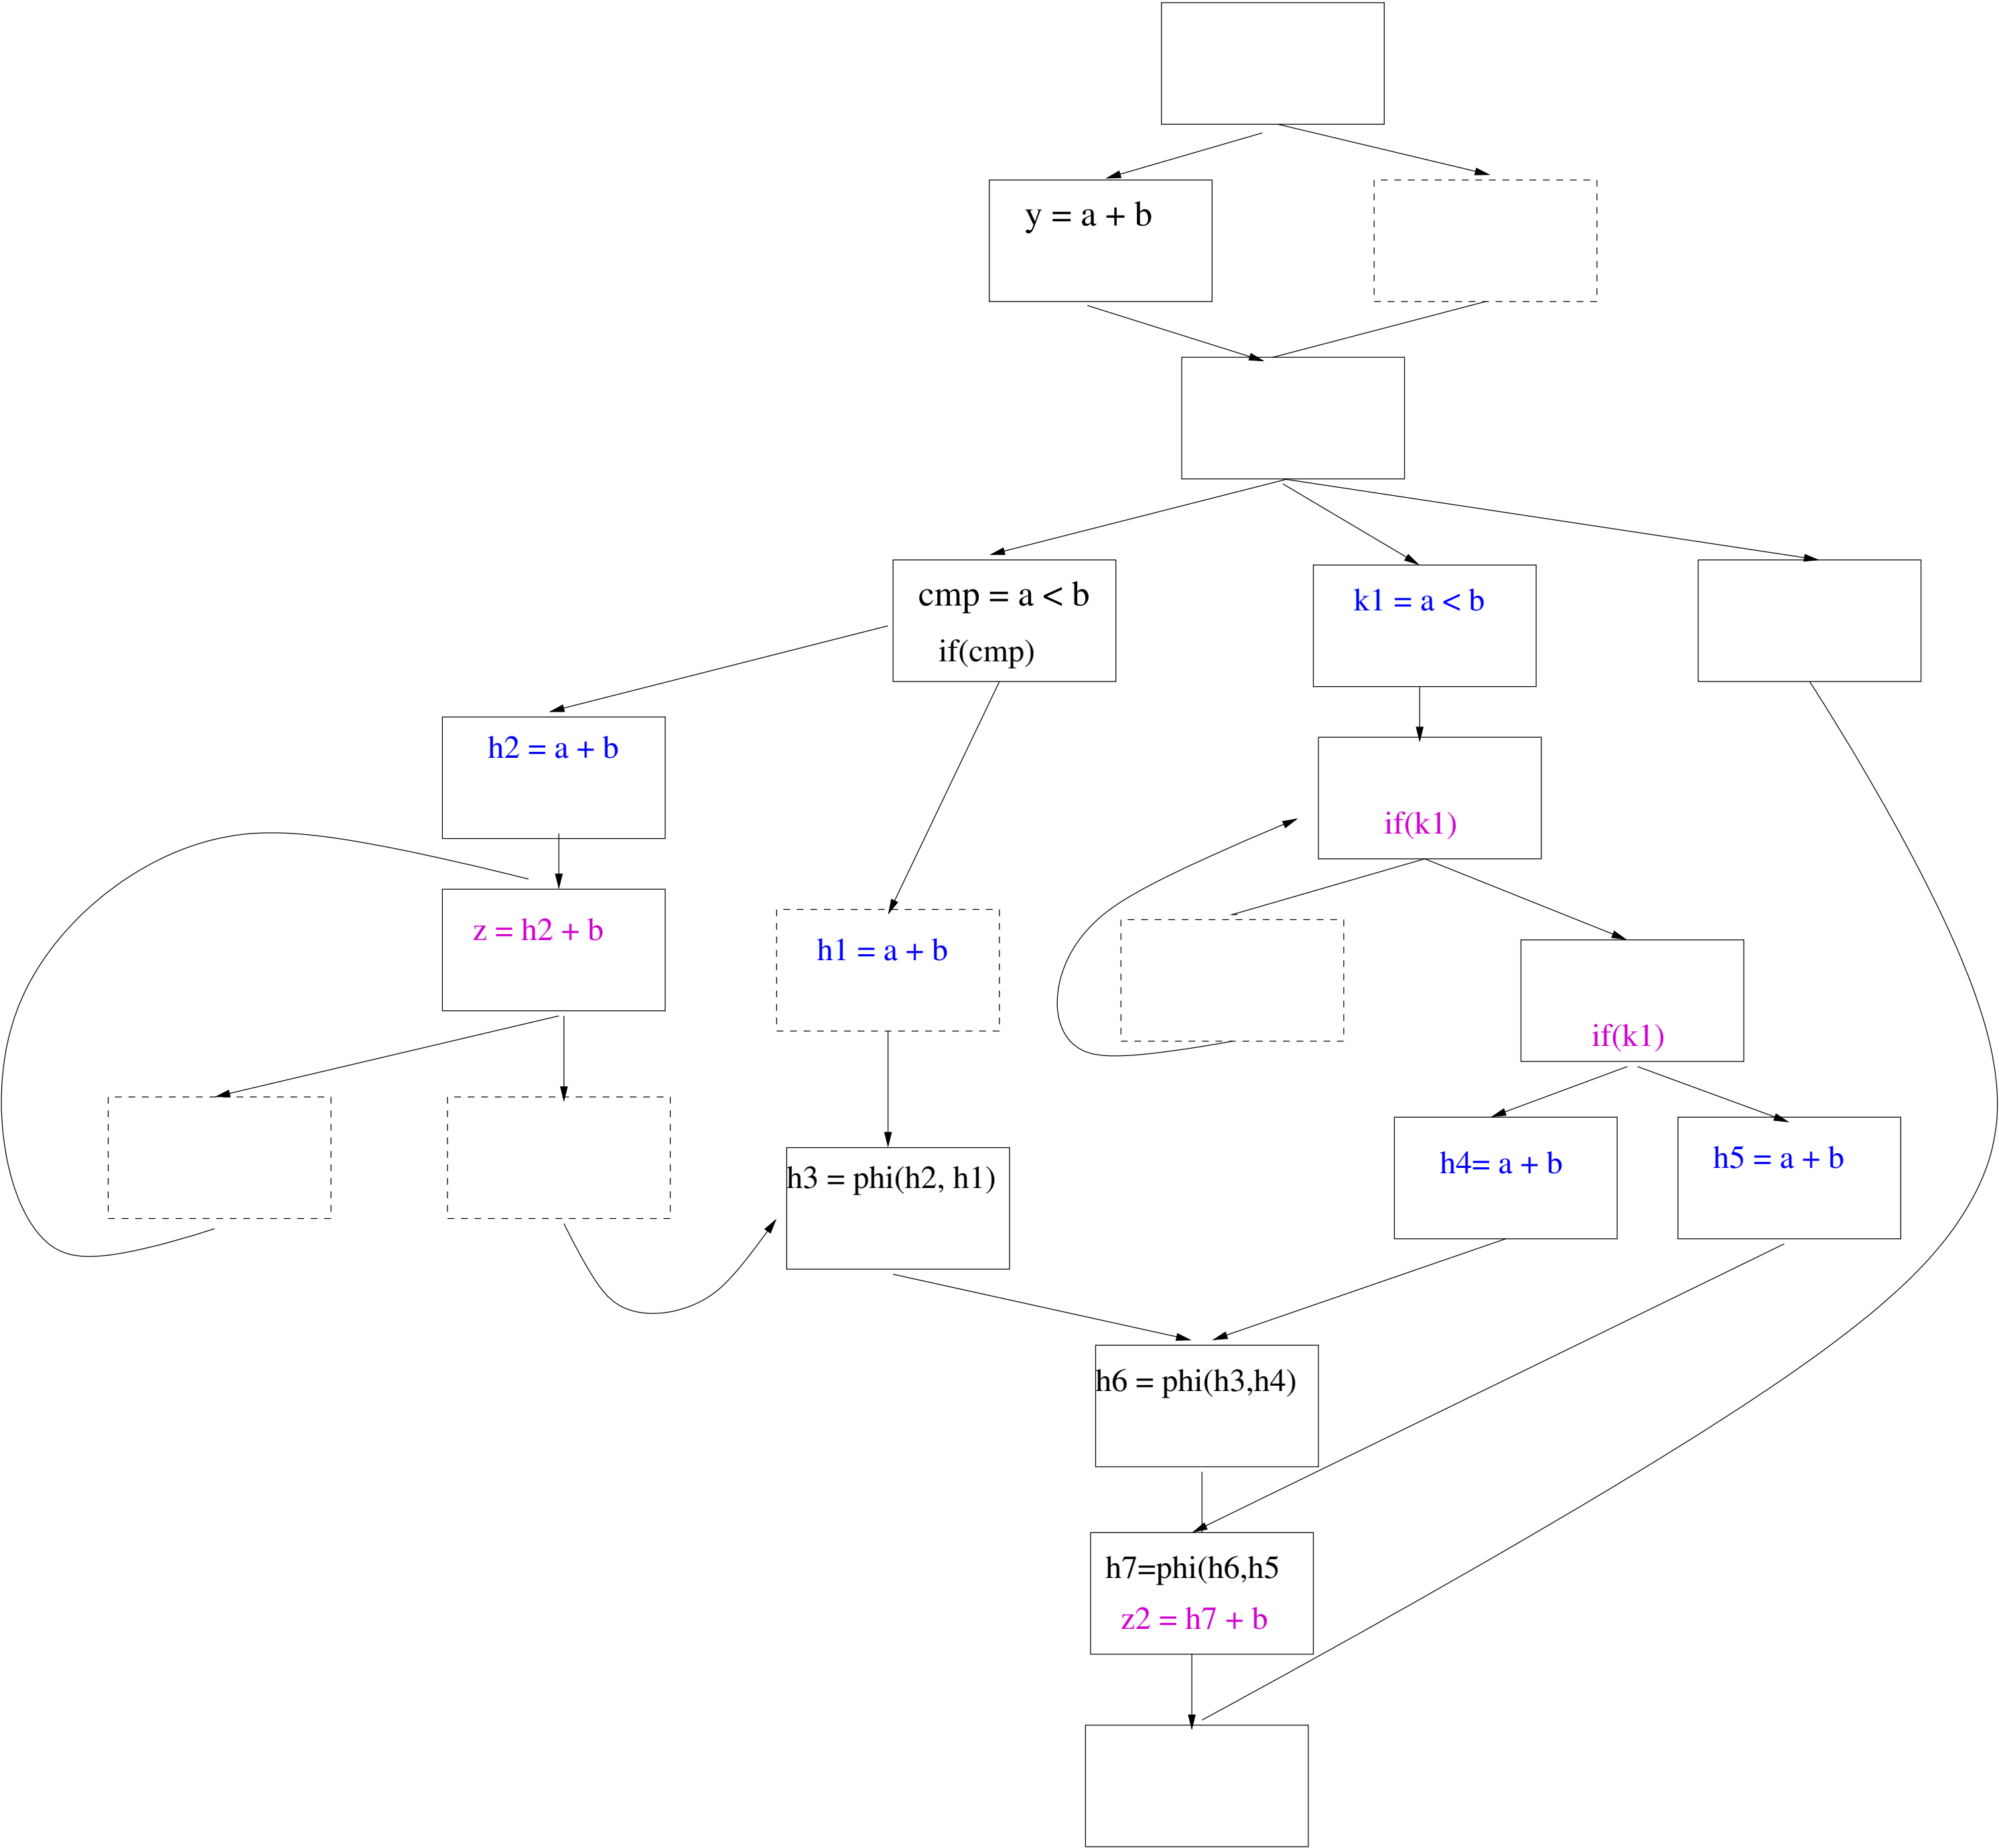 y = a + b
cmp = a < b
if(cmp)
k1 = a < b
h2 = a + b
if(k1)
z = h2 + b
h1 = a + b
if(k1)
h3 = phi(h2, h1)
h4= a + b
h5 = a + b
h6 = phi(h3,h4)
h7=phi(h6,h5
z2 = h7 + b